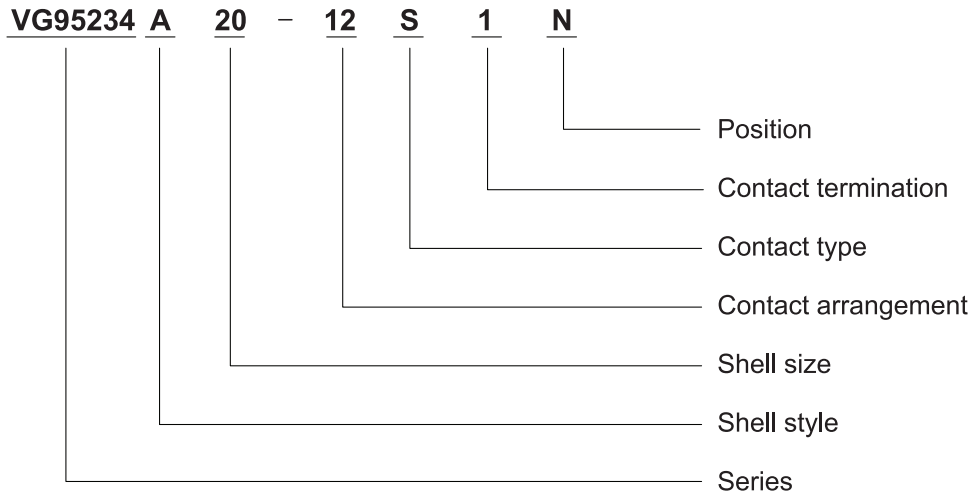 VG95234 A 20 – 12 S 1 N
Position
Contact termination
Contact type
Contact arrangement
Shell size
Shell style
Series